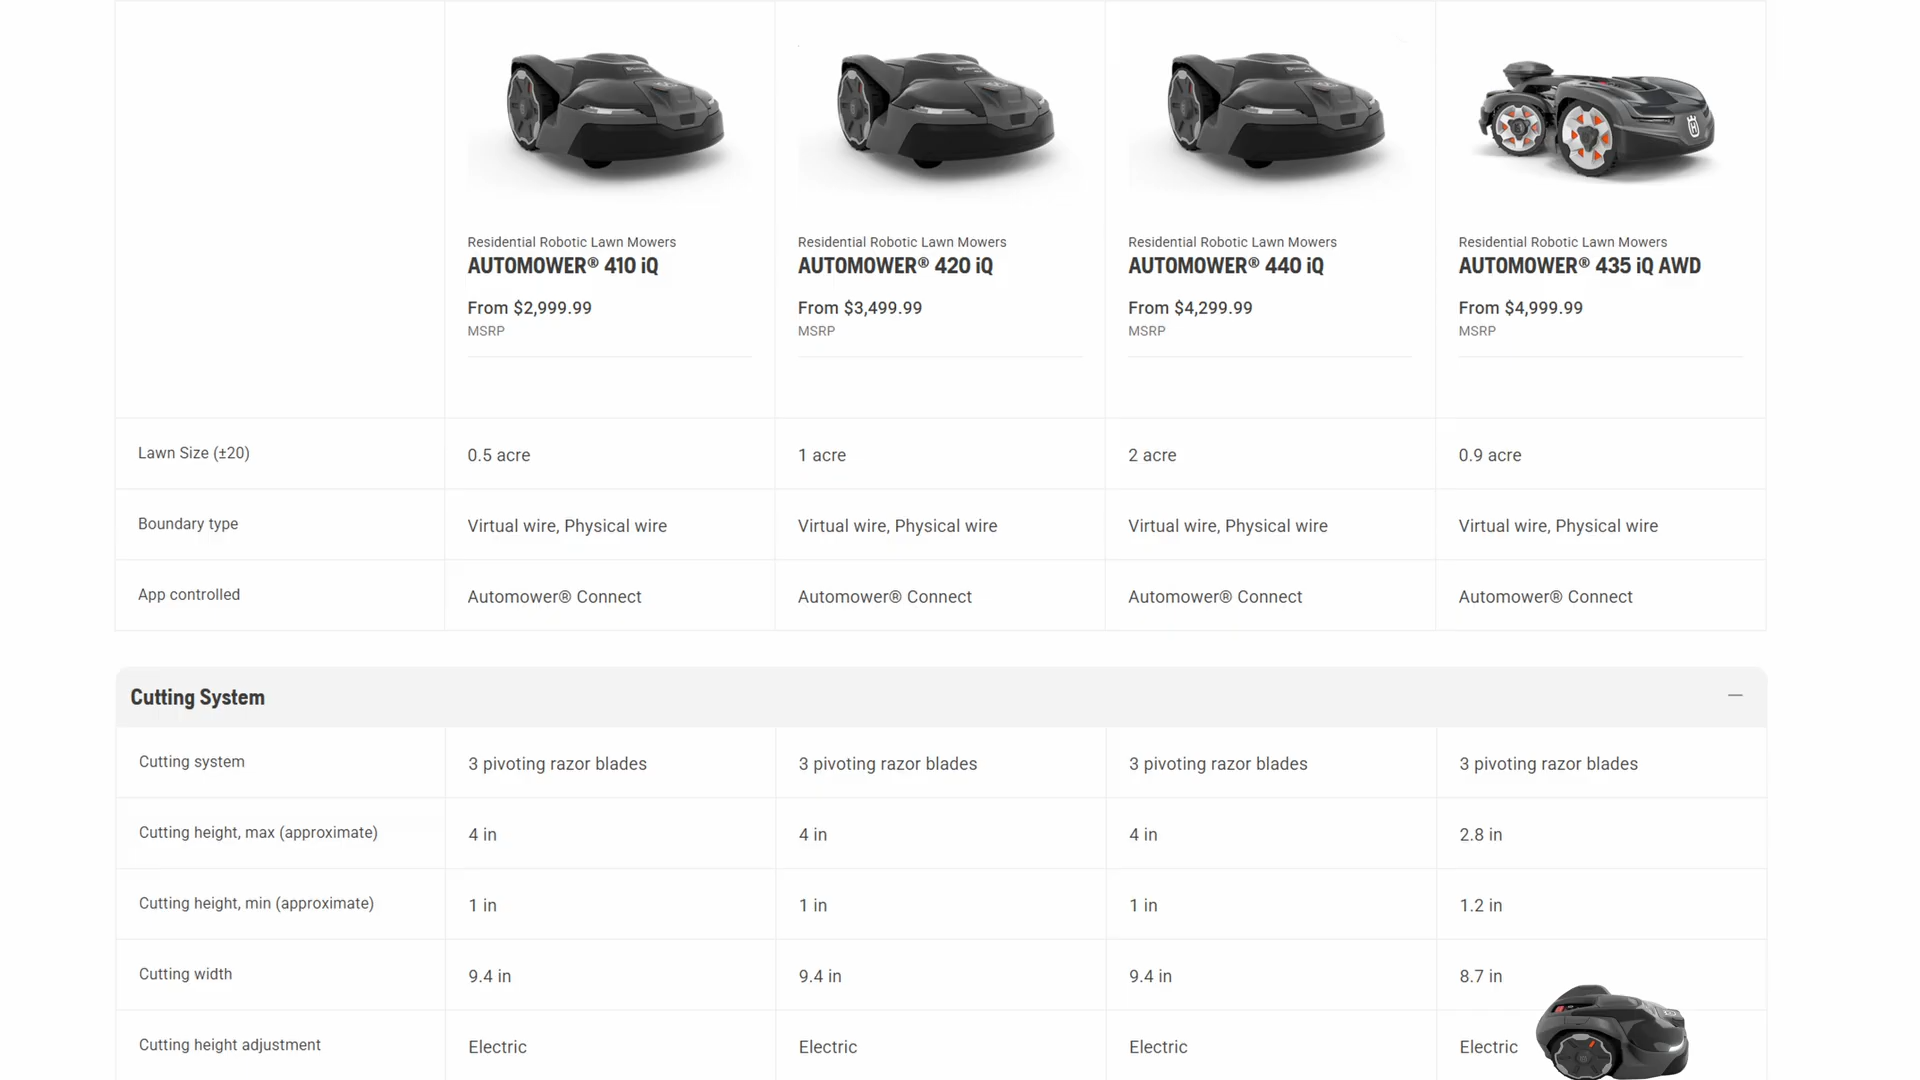 Residential Robotic Lawn Mowers
AUTOMOWER® 410 iQ
From $2,999.99
MSRP
Residential Robotic Lawn Mowers
AUTOMOWER® 420 iQ
From $3,499.99
MSRP
Residential Robotic Lawn Mowers
AUTOMOWER® 440 iQ
From $4,299.99
MSRP
Residential Robotic Lawn Mowers
AUTOMOWER® 435 iQ AWD
From $4,999.99
MSRP
Lawn Size (±20) 0.5 acre 1 acre 2 acre 0.9 acre
Boundary type Virtual wire, Physical wire Virtual wire, Physical wire Virtual wire, Physical wire Virtual wire, Physical wire
App controlled Automower® Connect Automower® Connect Automower® Connect Automower® Connect
Cutting System
Cutting system 3 pivoting razor blades 3 pivoting razor blades 3 pivoting razor blades 3 pivoting razor blades
Cutting height, max (approximate) 4 in 4 in 4 in 2.8 in
Cutting height, min (approximate) 1 in 1 in 1 in 1.2 in
Cutting width 9.4 in 9.4 in 9.4 in 8.7 in
Cutting height adjustment Electric Electric Electric Electric